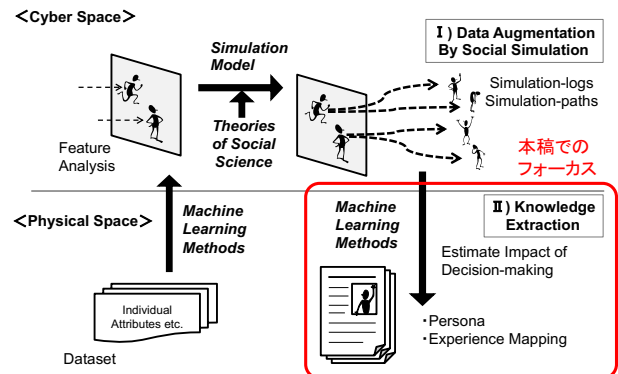 <Cyber Space>
Simulation
Model
Ⅰ) Data Augmentation
By Social Simulation
Simulation-logs
Simulation-paths
Feature
Analysis
Theories
of Social
Science
本稿での
フォーカス
<Physical Space>
Machine
Learning
Methods
Machine
Learning
Methods
Ⅱ) Knowledge
Extraction
Estimate Impact of
Decision-making
Individual
Attributes etc.
Dataset
・Persona
・Experience Mapping